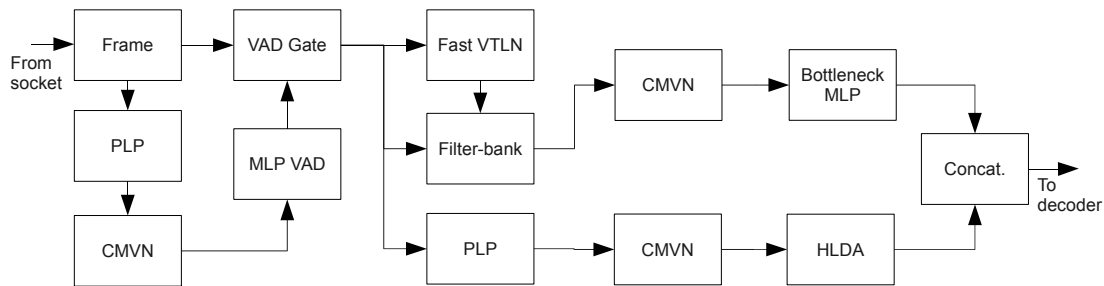 From
socket
Frame
VAD Gate
Fast VTLN
CMVN
Bottleneck
MLP
PLP
MLP VAD
Filter-bank
Concat.
To
decoder
CMVN
PLP
CMVN
HLDA